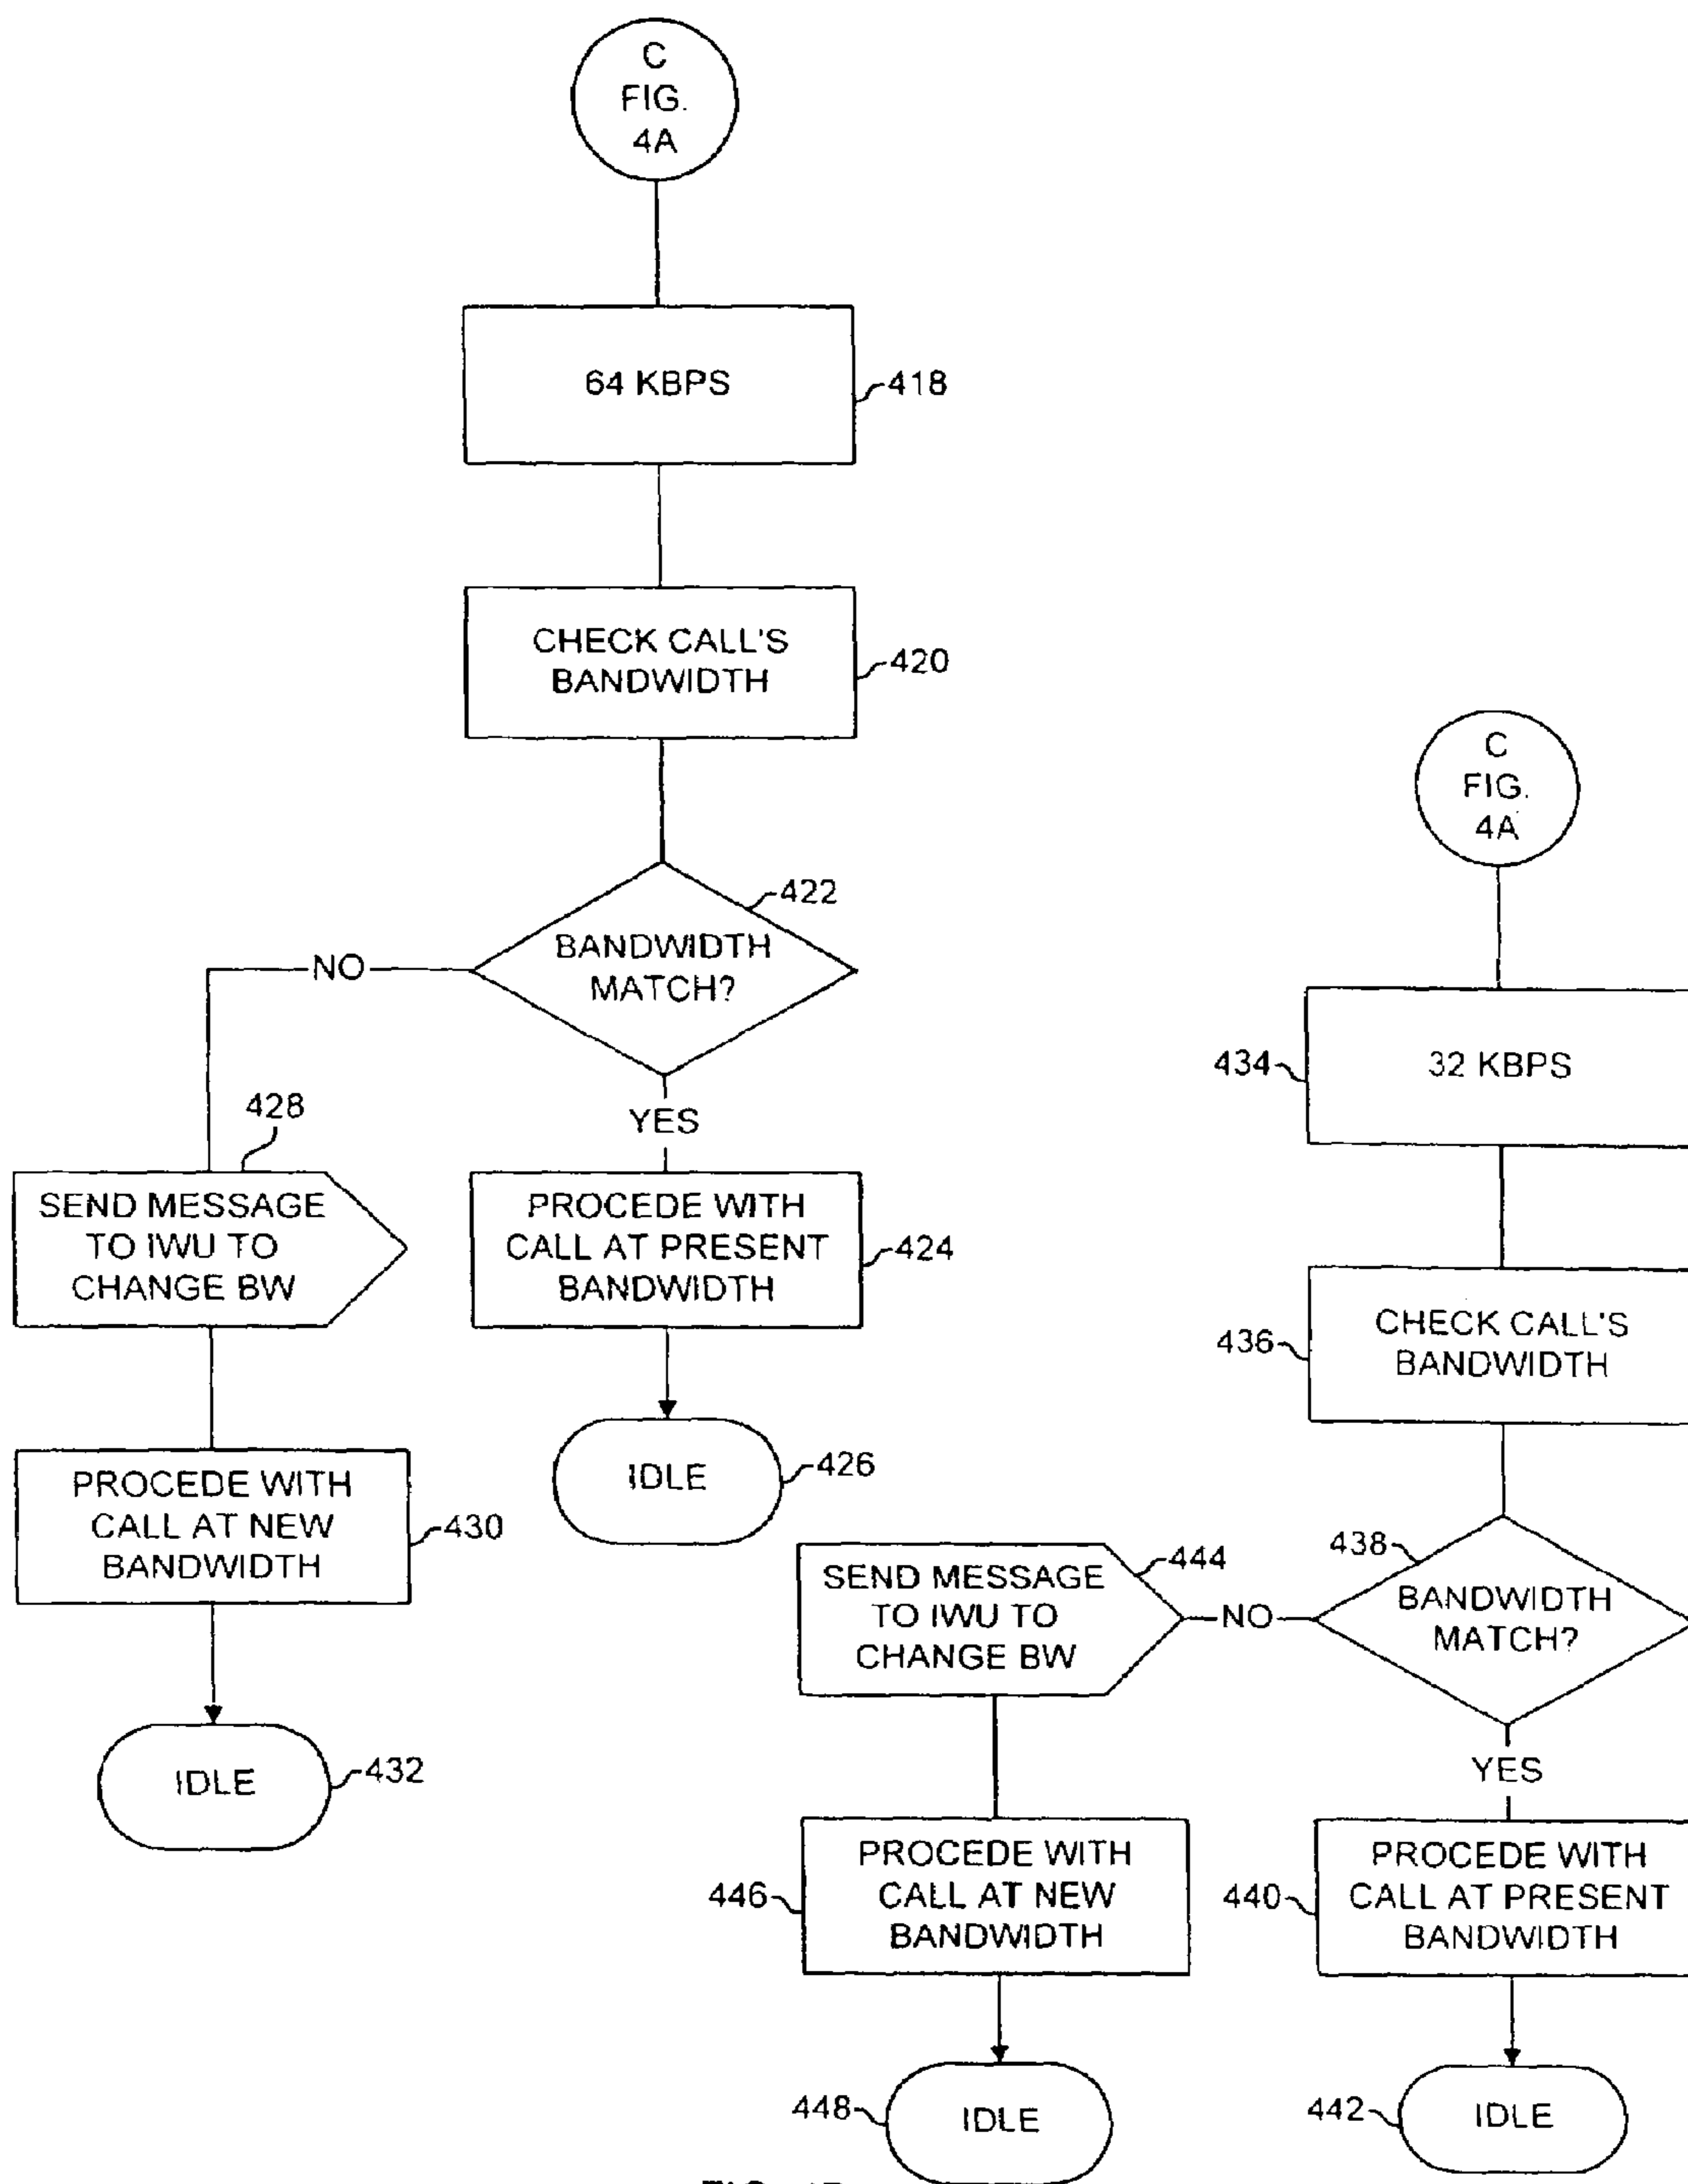 C
FIG.
4A
64 KBPS
418
CHECK CALL'S
BANDWIDTH
420
422
BANDWIDTH
MATCH?
NO
YES
428
SEND MESSAGE
TO IWU TO
CHANGE BW
PROCEDE WITH
CALL AT PRESENT
BANDWIDTH
424
PROCEDE WITH
CALL AT NEW
BANDWIDTH
430
IDLE
426
IDLE
432
C
FIG.
4A
434
32 KBPS
436
CHECK CALL'S
BANDWIDTH
438
BANDWIDTH
MATCH?
NO
YES
444
SEND MESSAGE
TO IWU TO
CHANGE BW
446
PROCEDE WITH
CALL AT NEW
BANDWIDTH
440
PROCEDE WITH
CALL AT PRESENT
BANDWIDTH
448
IDLE
442
IDLE